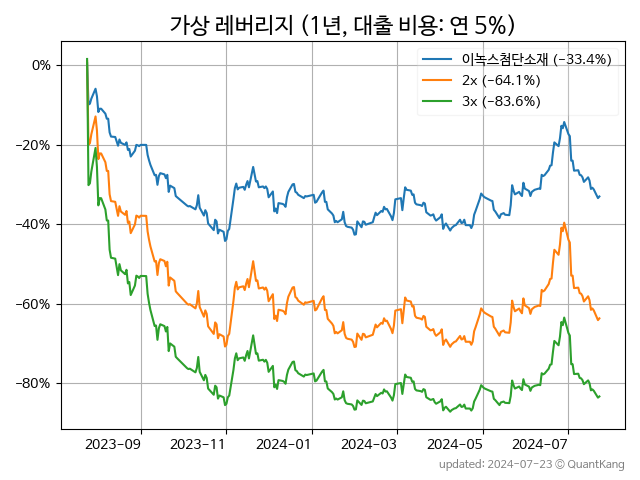 가상 레버리지 (1년, 대출 비용: 연 5%)
이노스첨단소재 (−33.4%)
2x (−64.1%)
3x (−83.6%)
0%
−20%
−40%
−60%
−80%
2023-09 2023-11 2024-01 2024-03 2024-05 2024-07
updated: 2024-07-23 © QuantKang